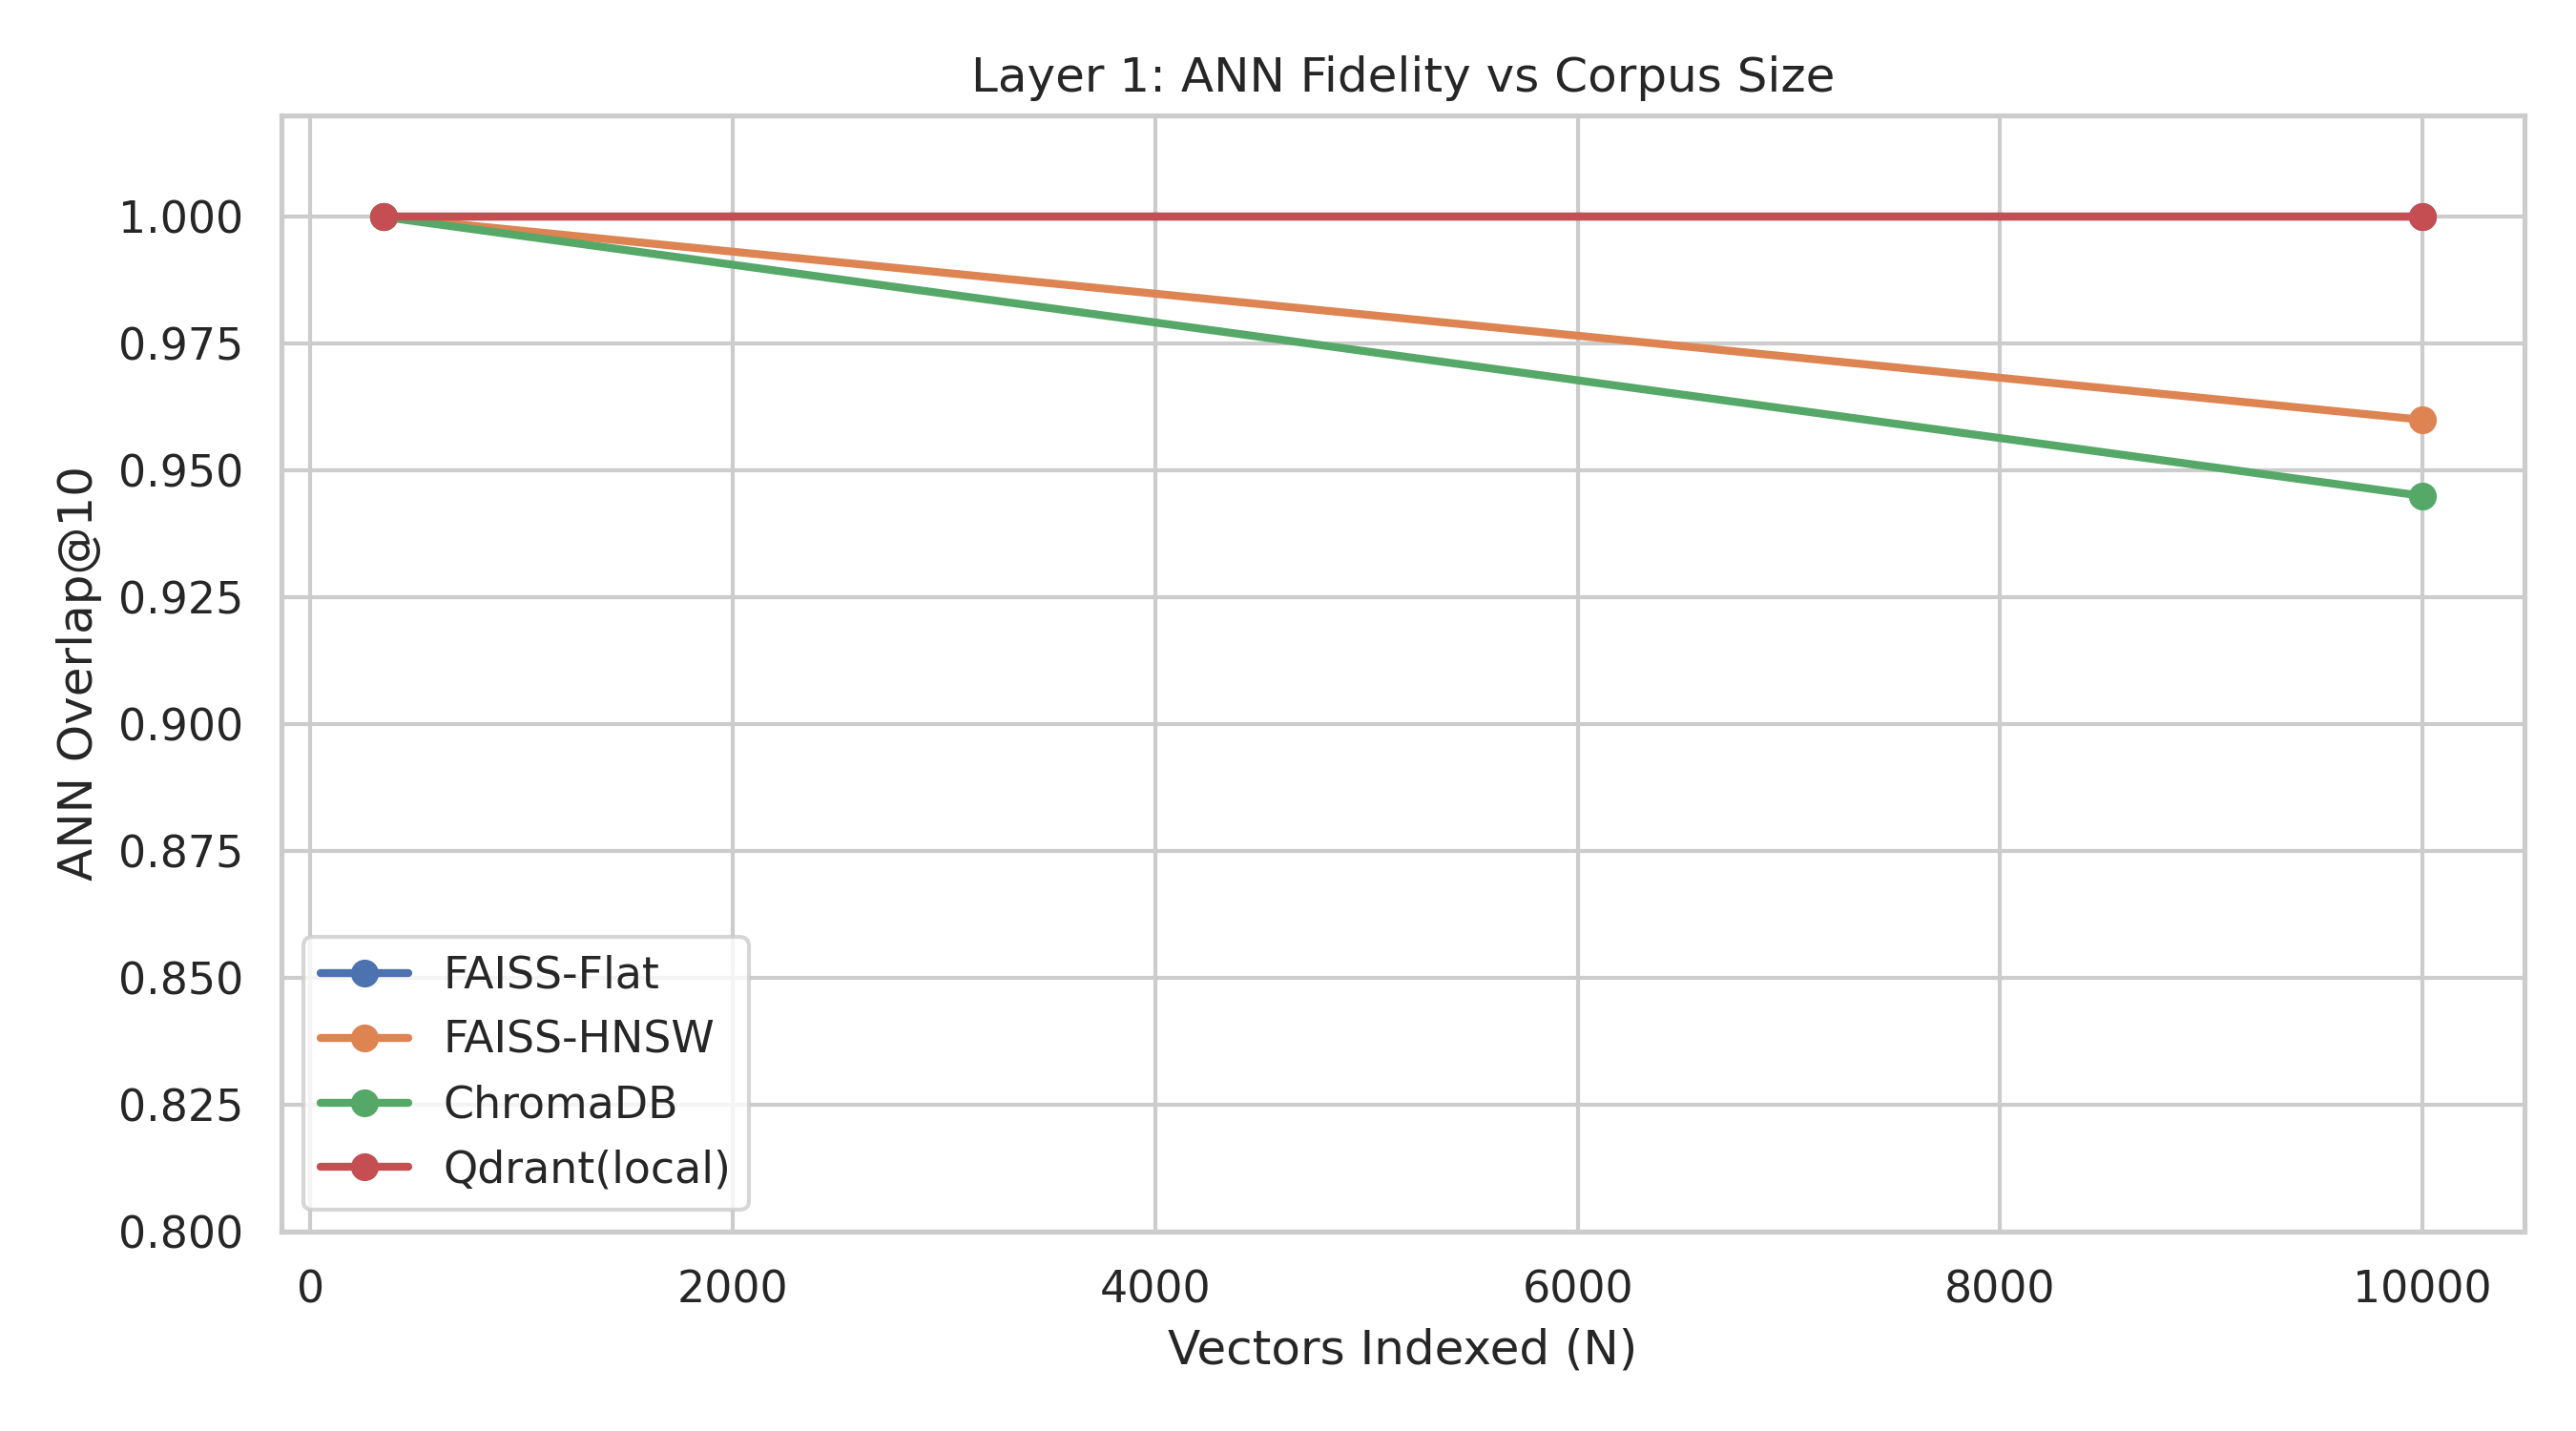 Layer 1: ANN Fidelity vs Corpus Size
ANN Overlap@10
1.000
0.975
0.950
0.925
0.900
0.875
0.850
0.825
0.800
FAISS-Flat
FAISS-HNSW
ChromaDB
Qdrant(local)
0 2000 4000 6000 8000 10000
Vectors Indexed (N)